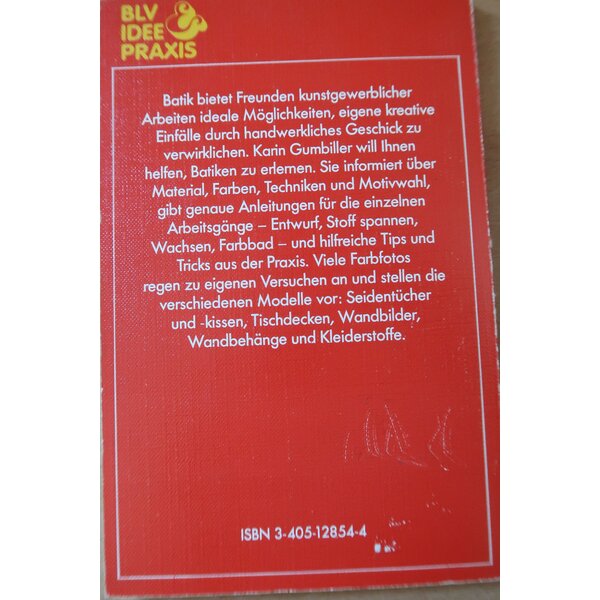 BLV
IDEE &
PRAXIS
Batik bietet Freunden kunstgewerblicher
Arbeiten ideale Möglichkeiten, eigene kreative
Einfälle durch handwerkliches Geschick zu
verwirklichen. Karin Gumbiller will Ihnen
helfen, Batiken zu erlernen. Sie informiert über
Material, Farben, Techniken und Motivwahl,
gibt genaue Anleitungen für die einzelnen
Arbeitsgänge – Entwurf, Stoff spannen,
Wachsen, Farbbad – und hilfreiche Tips und
Tricks aus der Praxis. Viele Farbfotos
regen zu eigenen Versuchen an und stellen die
verschiedenen Modelle vor: Seidentücher
und -kissen, Tischdecken, Wandbilder,
Wandbehänge und Kleiderstoffe.
ISBN 3-405-12854-4